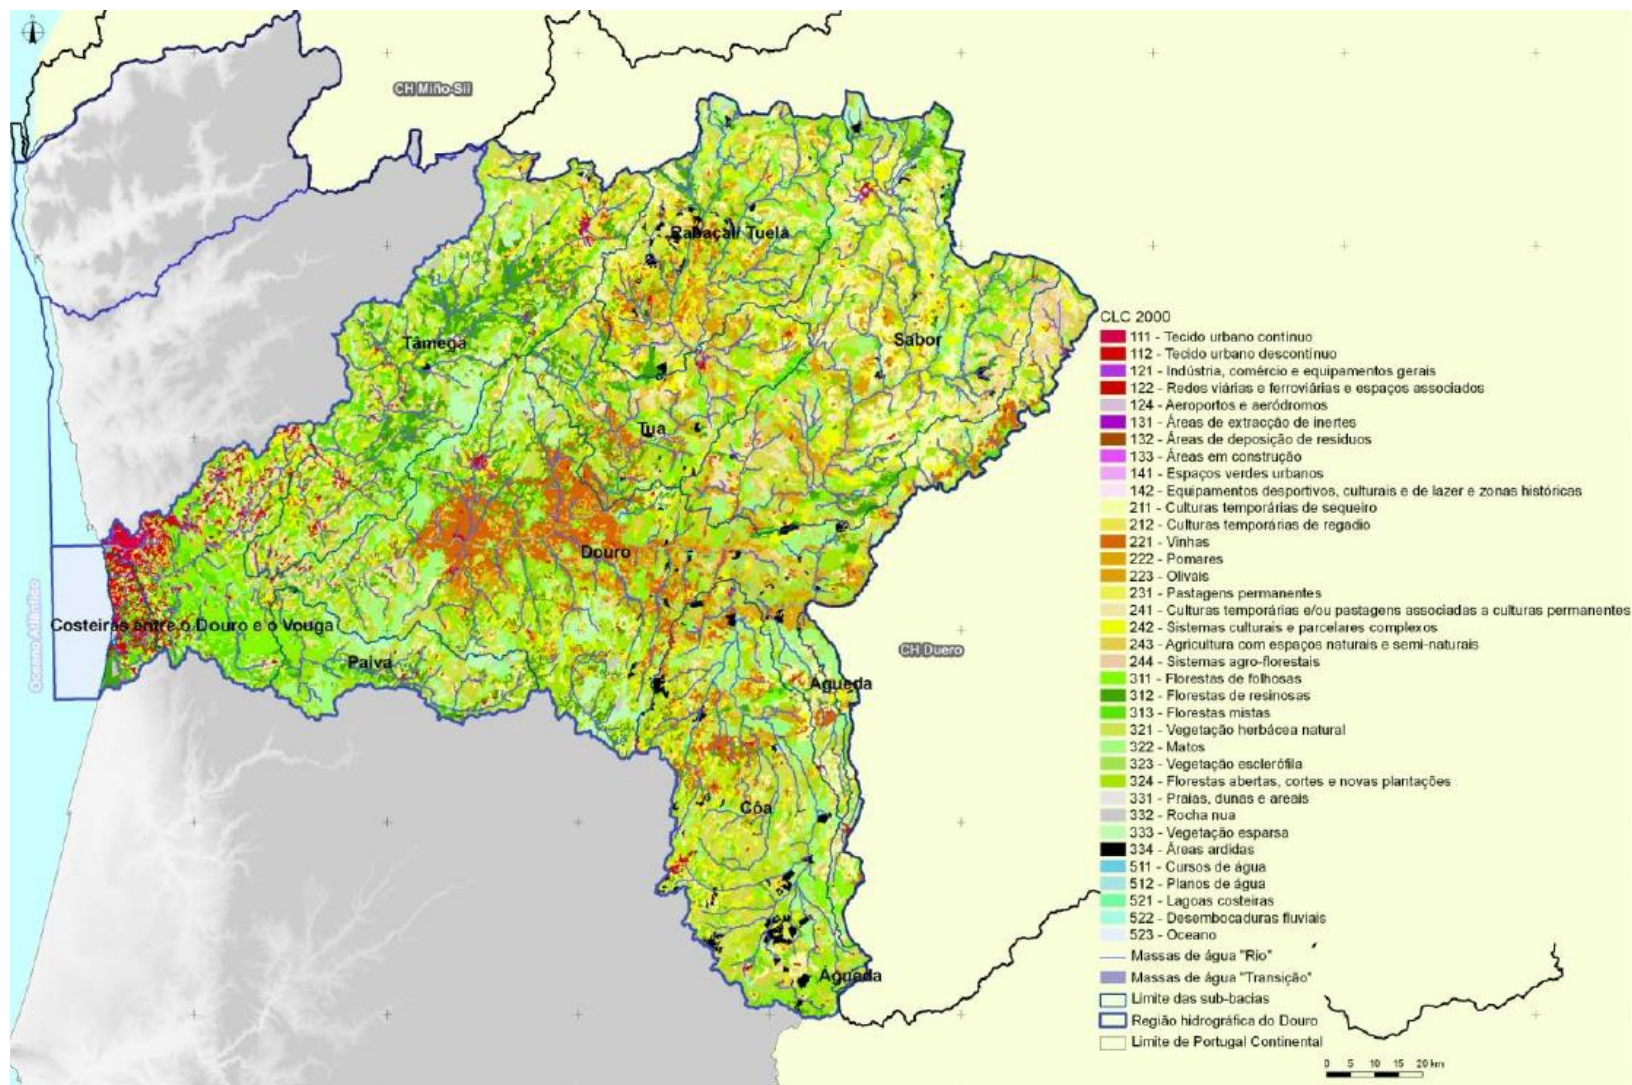 CH Miño-Sil
Rabaçal/ Tuela
Tâmega
Sabor
Tua
Douro
Oceano Atlântico
Costeiras entre o Douro e o Vouga
Paiva
CH Duero
Águeda
Côa
Águeda
CLC 2000
111 - Tecido urbano contínuo
112 - Tecido urbano descontínuo
121 - Indústria, comércio e equipamentos gerais
122 - Redes viárias e ferroviárias e espaços associados
124 - Aeroportos e aeródromos
131 - Áreas de extracção de inertes
132 - Áreas de deposição de resíduos
133 - Áreas em construção
141 - Espaços verdes urbanos
142 - Equipamentos desportivos, culturais e de lazer e zonas históricas
211 - Culturas temporárias de sequeiro
212 - Culturas temporárias de regadio
221 - Vinhas
222 - Pomares
223 - Olivais
231 - Pastagens permanentes
241 - Culturas temporárias e/ou pastagens associadas a culturas permanentes
242 - Sistemas culturais e parcelares complexos
243 - Agricultura com espaços naturais e semi-naturais
244 - Sistemas agro-florestais
311 - Florestas de folhosas
312 - Florestas de resinosas
313 - Florestas mistas
321 - Vegetação herbácea natural
322 - Matos
323 - Vegetação esclerófila
324 - Florestas abertas, cortes e novas plantações
331 - Praias, dunas e areais
332 - Rocha nua
333 - Vegetação esparsa
334 - Áreas ardidas
511 - Cursos de água
512 - Planos de água
521 - Lagoas costeiras
522 - Desembocaduras fluviais
523 - Oceano
Massas de água "Rio"
Massas de água "Transição"
Limite das sub-bacias
Região hidrográfica do Douro
Limite de Portugal Continental
0 5 10 15 20 km